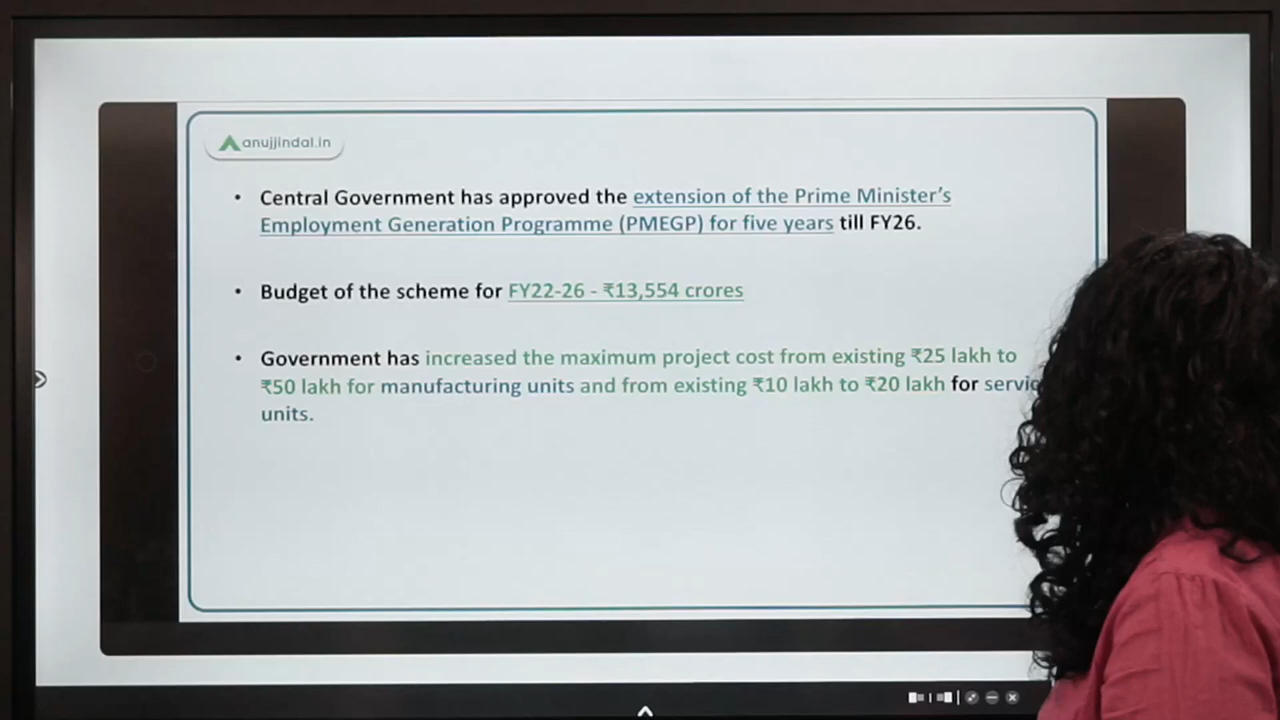 anujjindal.in
• Central Government has approved the extension of the Prime Minister's
Employment Generation Programme (PMEGP) for five years till FY26.
• Budget of the scheme for FY22-26 - ₹13,554 crores
• Government has increased the maximum project cost from existing ₹25 lakh to
₹50 lakh for manufacturing units and from existing ₹10 lakh to ₹20 lakh for
units.